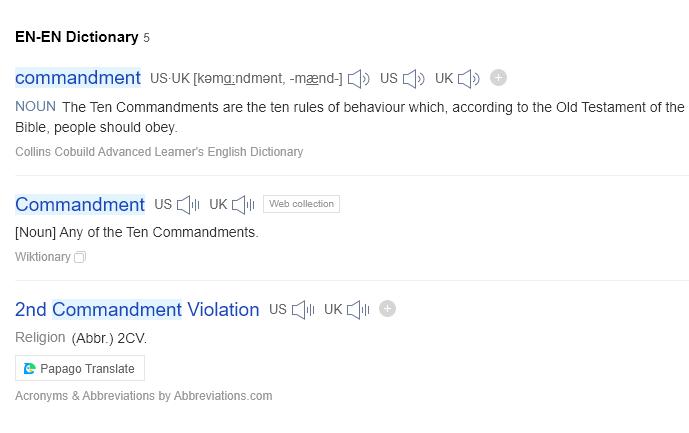 EN-EN Dictionary 5
commandment US·UK [kəmɑ:ndmənt, -mænd-] US UK
NOUN The Ten Commandments are the ten rules of behaviour which, according to the Old Testament of the
Bible, people should obey.
Collins Cobuild Advanced Learner's English Dictionary
Commandment US UK Web collection
[Noun] Any of the Ten Commandments.
Wiktionary
2nd Commandment Violation US UK
Religion (Abbr.) 2CV.
Papago Translate
Acronyms & Abbreviations by Abbreviations.com